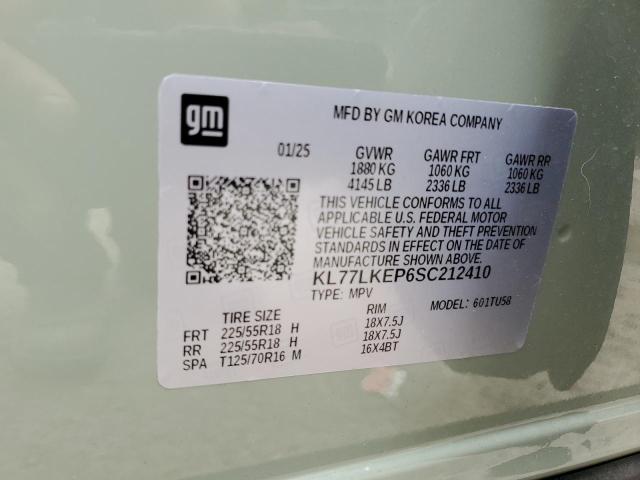 gm
MFD BY GM KOREA COMPANY
01/25 GVWR GAWR FRT GAWR RR
1880 KG 1060 KG 1060 KG
4145 LB 2336 LB 2336 LB
THIS VEHICLE CONFORMS TO ALL
APPLICABLE U.S. FEDERAL MOTOR
VEHICLE SAFETY AND THEFT PREVENTION
STANDARDS IN EFFECT ON THE DATE OF
MANUFACTURE SHOWN ABOVE.
KL77LKEP6SC212410
TYPE: MPV MODEL: 601TU58
TIRE SIZE RIM
FRT 225/55R18 H 18X7.5J
RR 225/55R18 H 18X7.5J
SPA T125/70R16 M 16X4BT